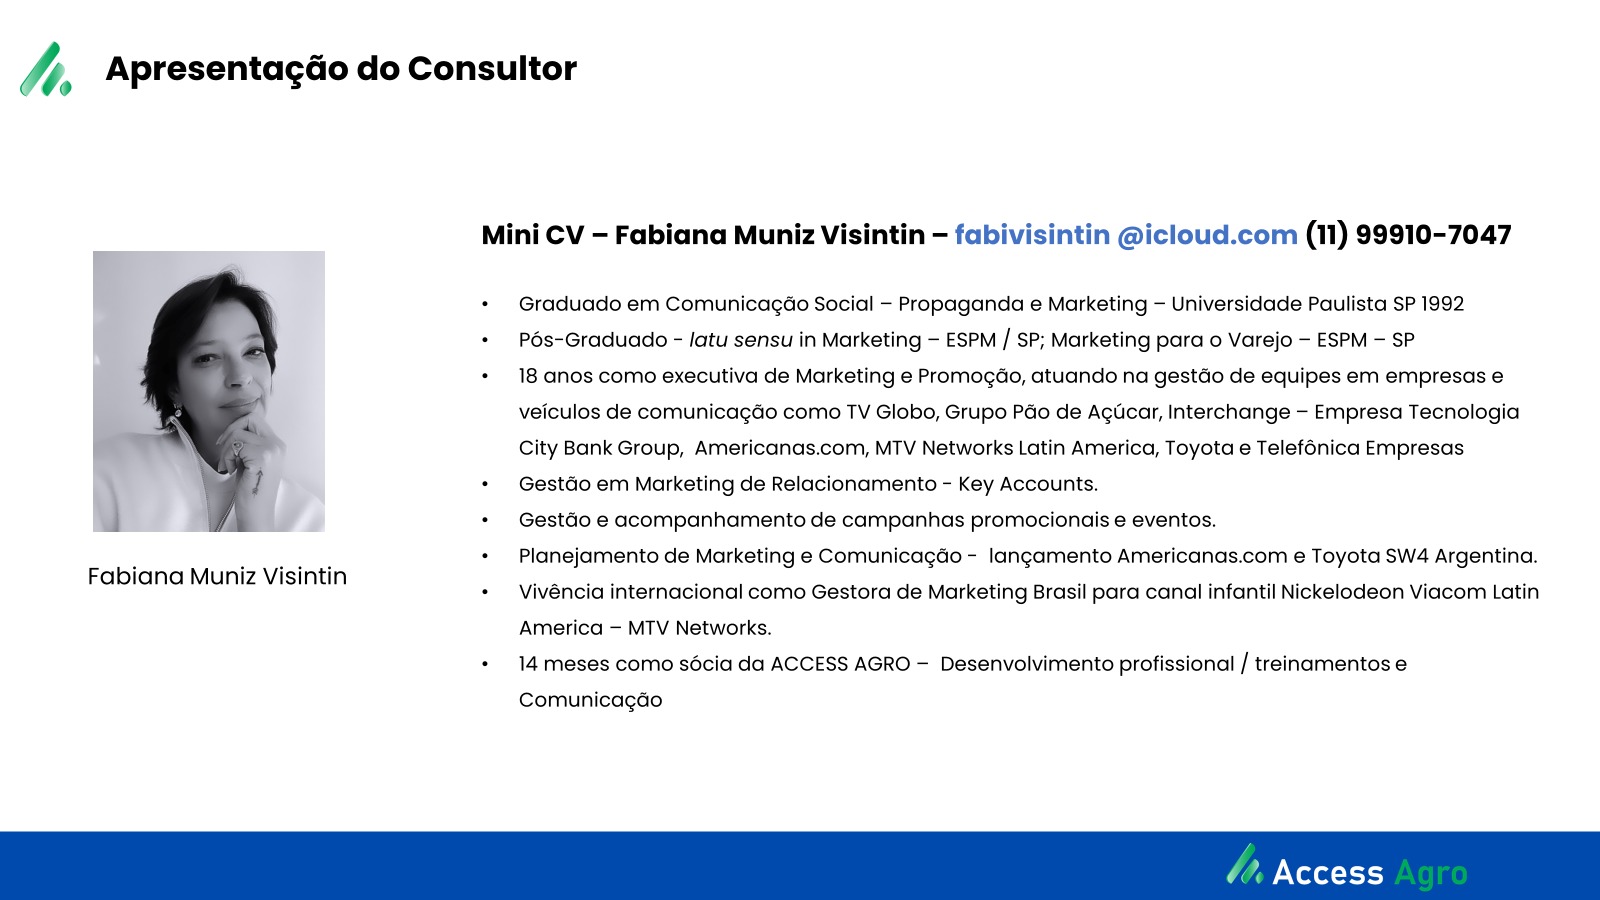 Apresentação do Consultor
Mini CV – Fabiana Muniz Visintin – fabivisintin @icloud.com (11) 99910-7047
• Graduado em Comunicação Social – Propaganda e Marketing – Universidade Paulista SP 1992
• Pós-Graduado - latu sensu in Marketing – ESPM / SP; Marketing para o Varejo – ESPM – SP
• 18 anos como executiva de Marketing e Promoção, atuando na gestão de equipes em empresas e
veículos de comunicação como TV Globo, Grupo Pão de Açúcar, Interchange – Empresa Tecnologia
City Bank Group,  Americanas.com, MTV Networks Latin America, Toyota e Telefônica Empresas
• Gestão em Marketing de Relacionamento - Key Accounts.
• Gestão e acompanhamento de campanhas promocionais e eventos.
• Planejamento de Marketing e Comunicação -  lançamento Americanas.com e Toyota SW4 Argentina.
• Vivência internacional como Gestora de Marketing Brasil para canal infantil Nickelodeon Viacom Latin
America – MTV Networks.
• 14 meses como sócia da ACCESS AGRO –  Desenvolvimento profissional / treinamentos e
Comunicação
Fabiana Muniz Visintin
Access Agro